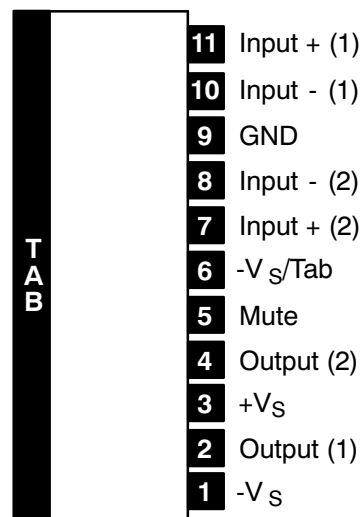 TAB
11 Input + (1)
10 Input - (1)
9 GND
8 Input - (2)
7 Input + (2)
6 -VS/Tab
5 Mute
4 Output (2)
3 +VS
2 Output (1)
1 -VS